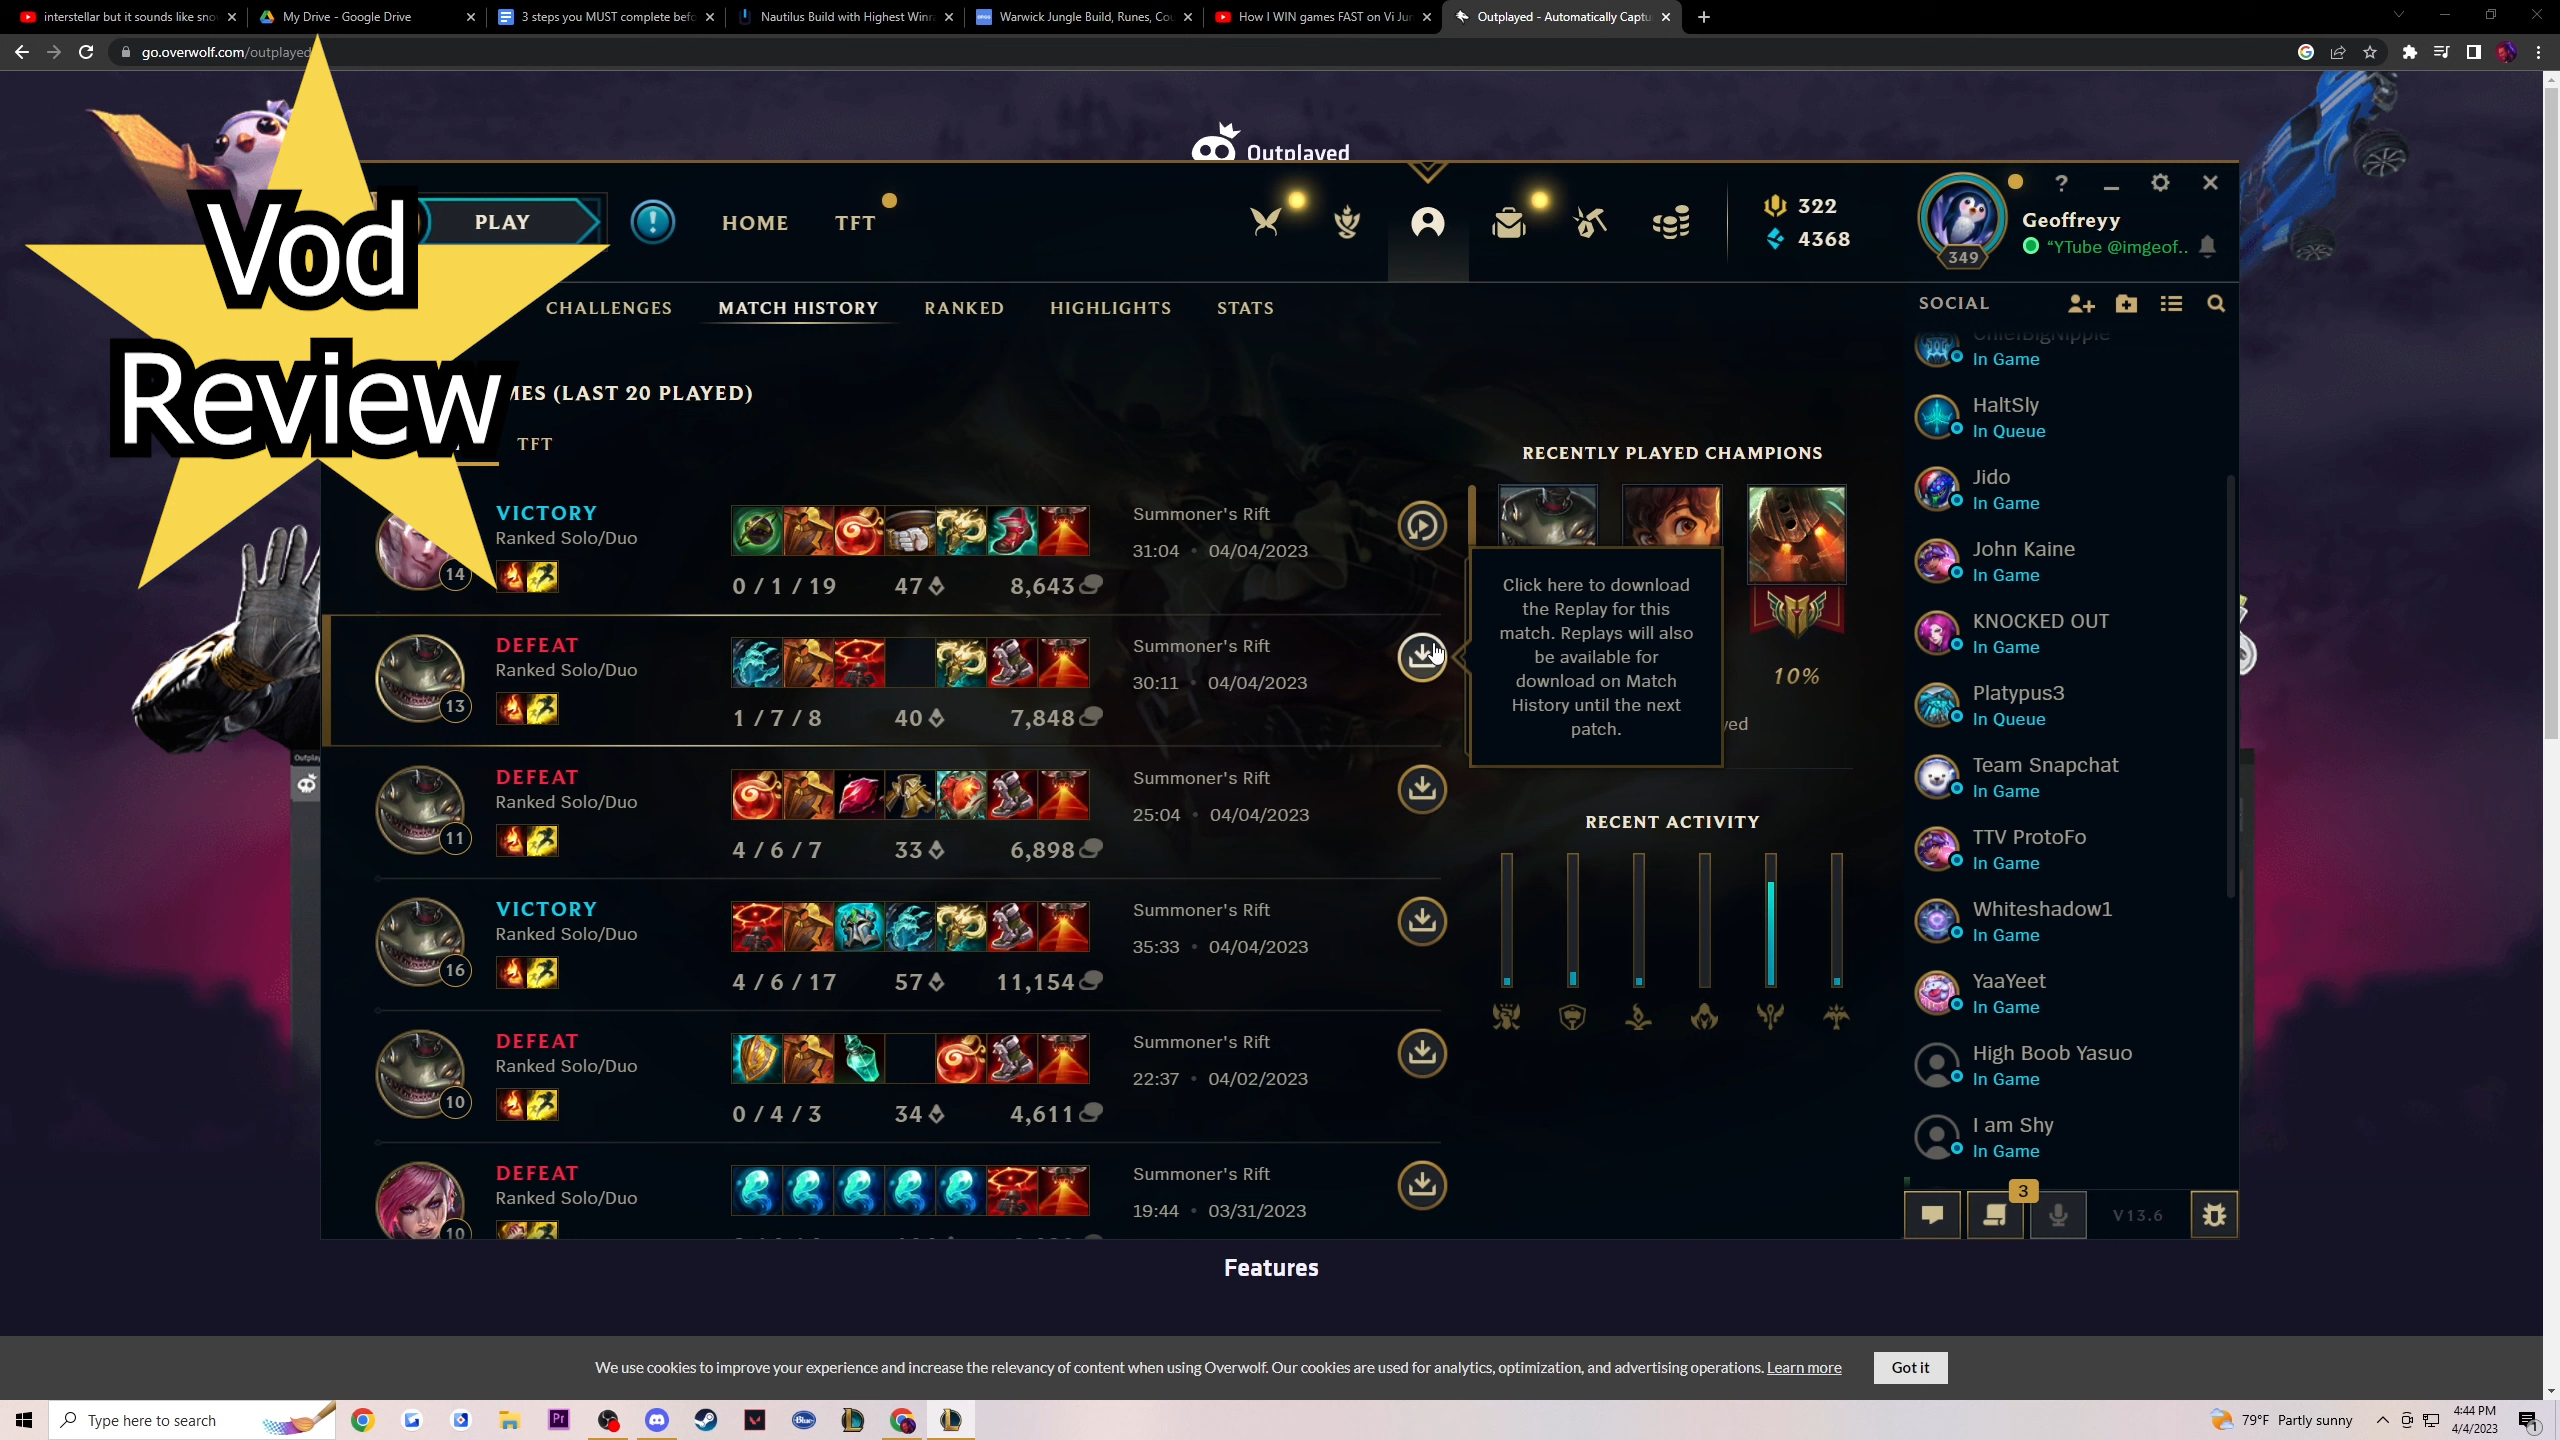 interstellar but it sounds like sno
My Drive - Google Drive
3 steps you MUST complete befo
Nautilus Build with Highest Winra
Warwick Jungle Build, Runes, Co
How I WIN games FAST on Vi Jun
Outplayed - Automatically Captu
go.overwolf.com/outplayed
Outplayed
Vod
Review
PLAY
HOME
TFT
322
4368
349
Geoffreyy
“YTube @imgeof..
CHALLENGES
MATCH HISTORY
RANKED
HIGHLIGHTS
STATS
SOCIAL
MES (LAST 20 PLAYED)
TFT
VICTORY
Ranked Solo/Duo
14
0 / 1 / 19
47
8,643
Summoner's Rift
31:04 • 04/04/2023
DEFEAT
Ranked Solo/Duo
13
1 / 7 / 8
40
7,848
Summoner's Rift
30:11 • 04/04/2023
DEFEAT
Ranked Solo/Duo
11
4 / 6 / 7
33
6,898
Summoner's Rift
25:04 • 04/04/2023
VICTORY
Ranked Solo/Duo
16
4 / 6 / 17
57
11,154
Summoner's Rift
35:33 • 04/04/2023
DEFEAT
Ranked Solo/Duo
10
0 / 4 / 3
34
4,611
Summoner's Rift
22:37 • 04/02/2023
DEFEAT
Ranked Solo/Duo
10
Summoner's Rift
19:44 • 03/31/2023
RECENTLY PLAYED CHAMPIONS
Click here to download
the Replay for this
match. Replays will also
be available for
download on Match
History until the next
patch.
10%
yed
RECENT ACTIVITY
ChiefBigNipple
In Game
HaltSly
In Queue
Jido
In Game
John Kaine
In Game
KNOCKED OUT
In Game
Platypus3
In Queue
Team Snapchat
In Game
TTV ProtoFo
In Game
Whiteshadow1
In Game
YaaYeet
In Game
High Boob Yasuo
In Game
I am Shy
In Game
3
V13.6
Features
We use cookies to improve your experience and increase the relevancy of content when using Overwolf. Our cookies are used for analytics, optimization, and advertising operations. Learn more
Got it
Type here to search
Pr
Blue
79°F Partly sunny
4:44 PM
4/4/2023
1